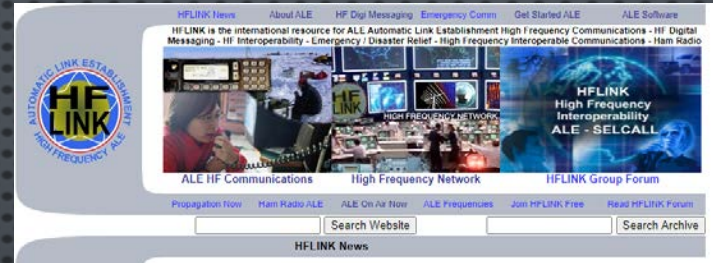 HFLINK News About ALE HF Digi Messaging Emergency Comm Get Started ALE ALE Software
HFLINK is the international resource for ALE Automatic Link Establishment High Frequency Communications - HF Digital
Messaging - HF Interoperability - Emergency / Disaster Relief - High Frequency Interoperable Communications - Ham Radio
AUTOMATIC LINK ESTABLISHMENT
HF
LINK
HIGH FREQUENCY ALE
HIGH FREQUENCY NETWORK
HFLINK
High Frequency
Interoperability
ALE - SELCALL
ALE HF Communications High Frequency Network HFLINK Group Forum
Propagation Now Ham Radio ALE ALE On Air Now ALE Frequencies Join HFLINK Free Read HFLINK Forum
Search Website Search Archive
HFLINK News